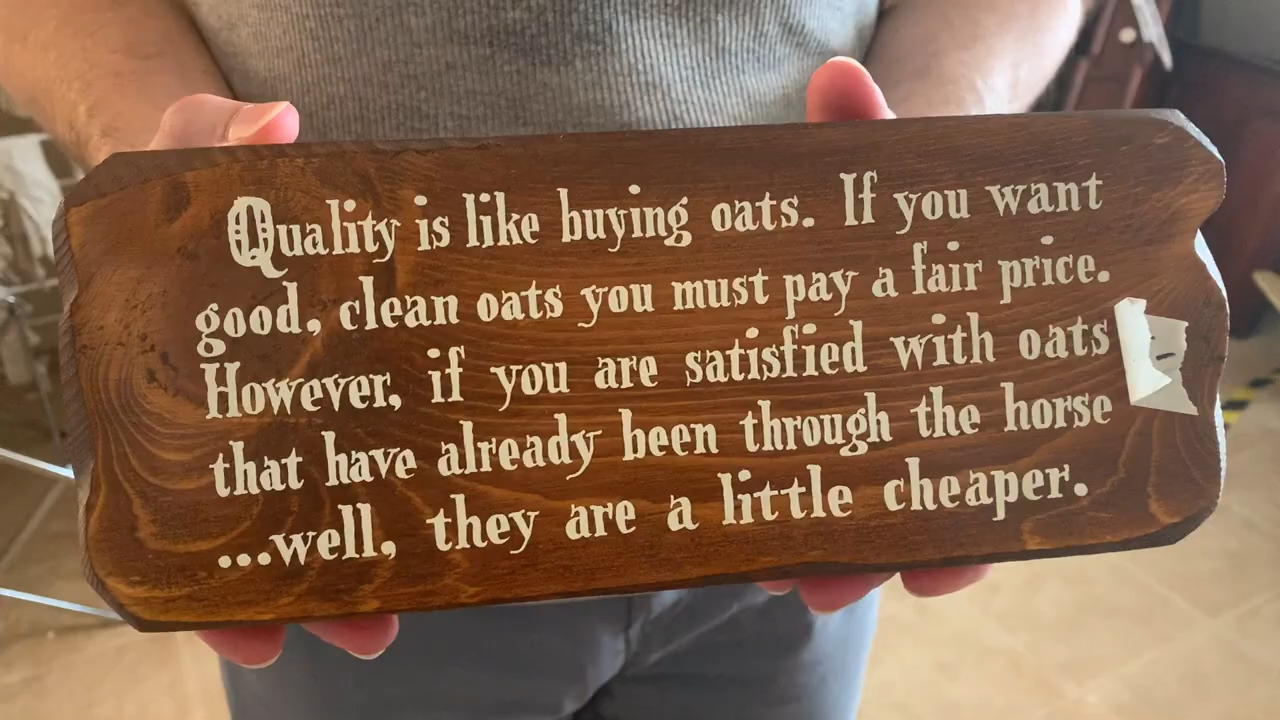 Quality is like buying oats. If you want
good, clean oats you must pay a fair price.
However, if you are satisfied with oats
that have already been through the horse
...well, they are a little cheaper.